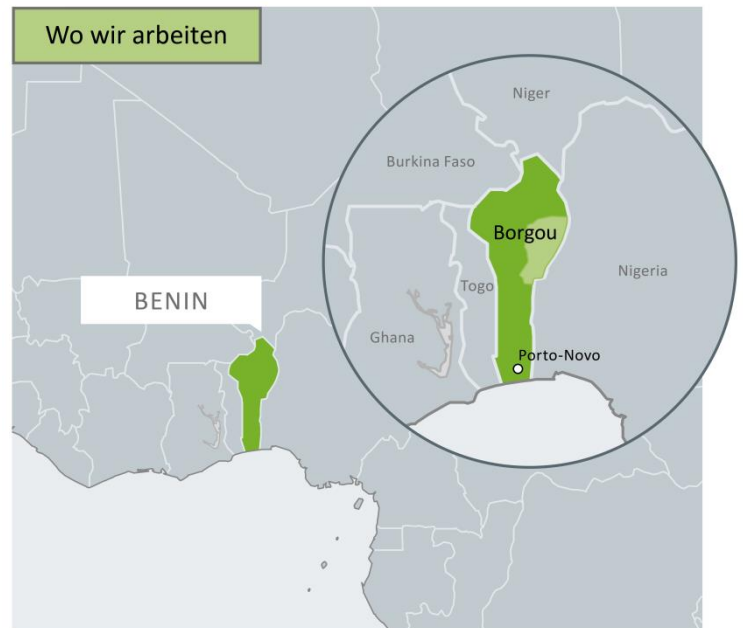 Wo wir arbeiten
Niger
Burkina Faso
Borgou
BENIN
Togo
Nigeria
Ghana
Porto-Novo